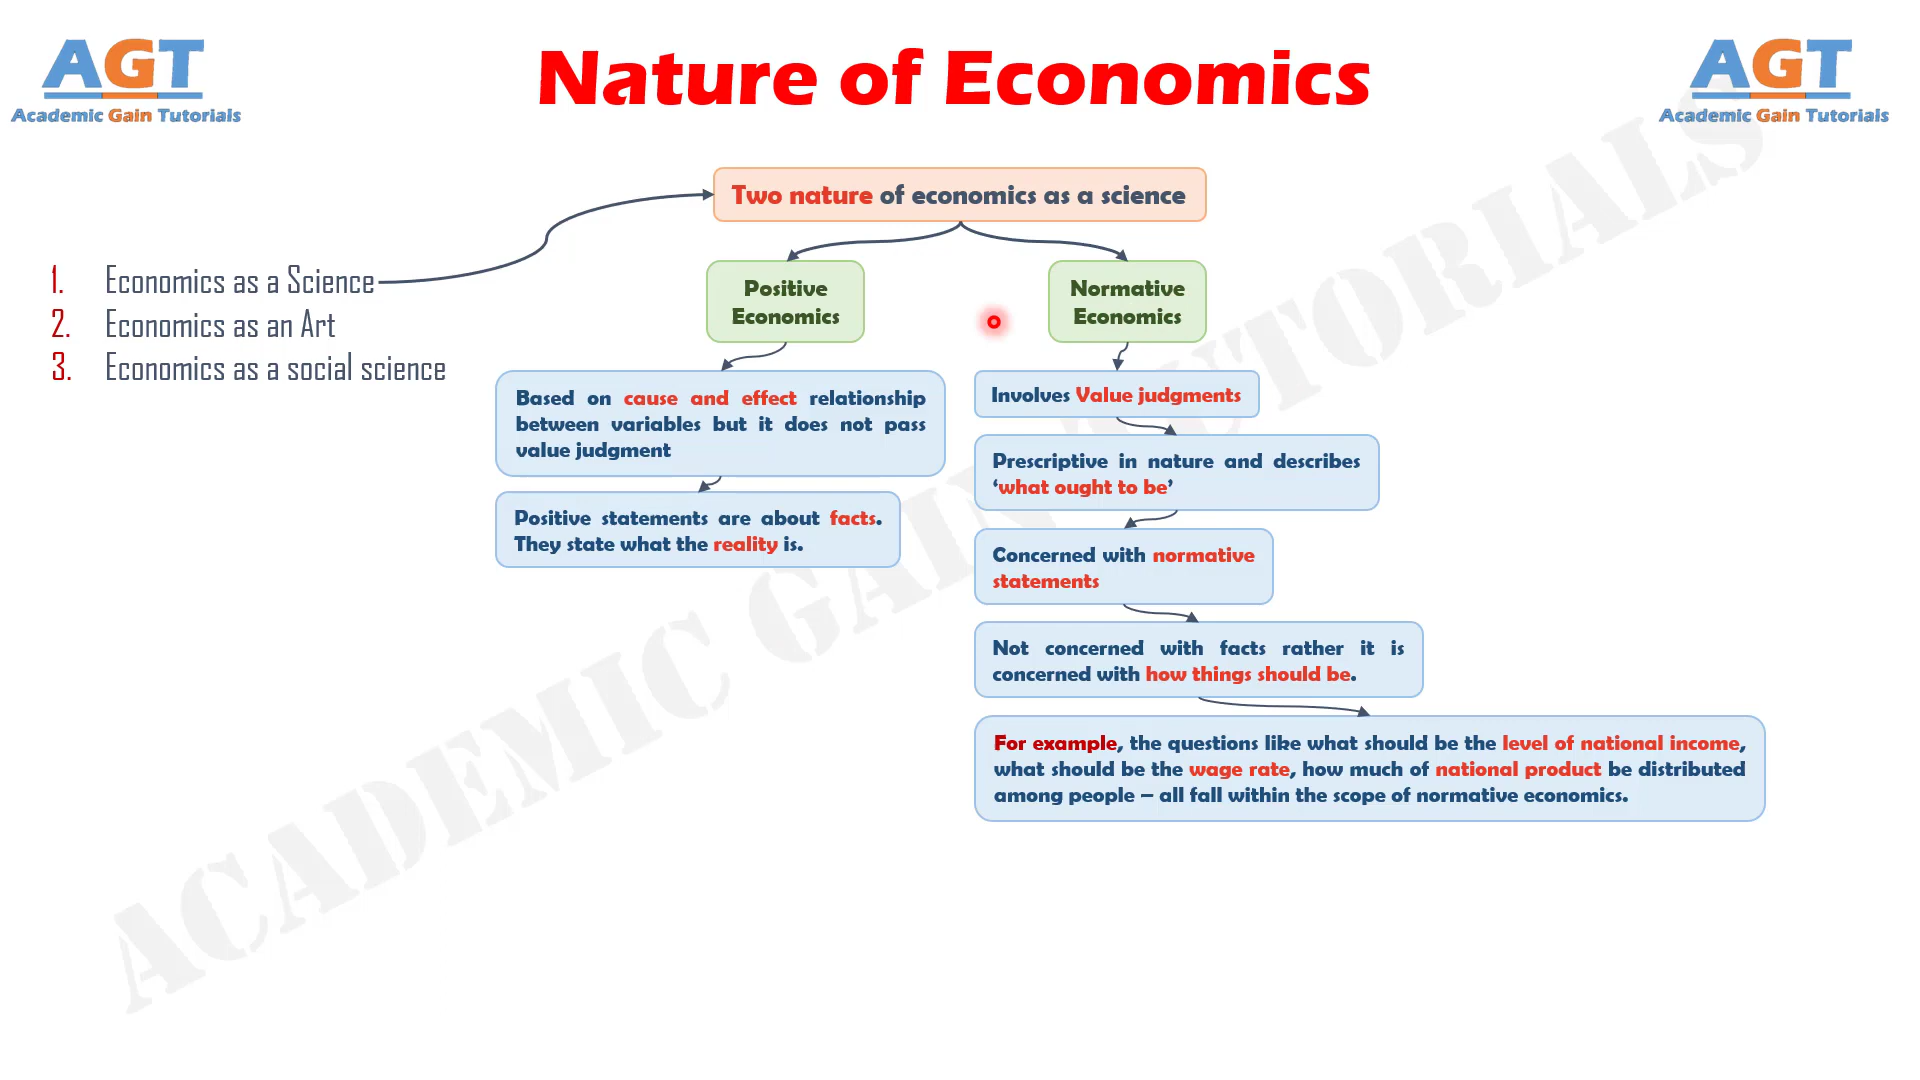 AGT
Academic Gain Tutorials
Nature of Economics
AGT
Academic Gain Tutorials
1. Economics as a Science
2. Economics as an Art
3. Economics as a social science
Two nature of economics as a science
Positive
Economics
Based on cause and effect relationship
between variables but it does not pass
value judgment
Positive statements are about facts.
They state what the reality is.
Normative
Economics
Involves Value judgments
Prescriptive in nature and describes
‘what ought to be’
Concerned with normative
statements
Not concerned with facts rather it is
concerned with how things should be.
For example, the questions like what should be the level of national income,
what should be the wage rate, how much of national product be distributed
among people – all fall within the scope of normative economics.
ACADEMIC GAIN TUTORIALS